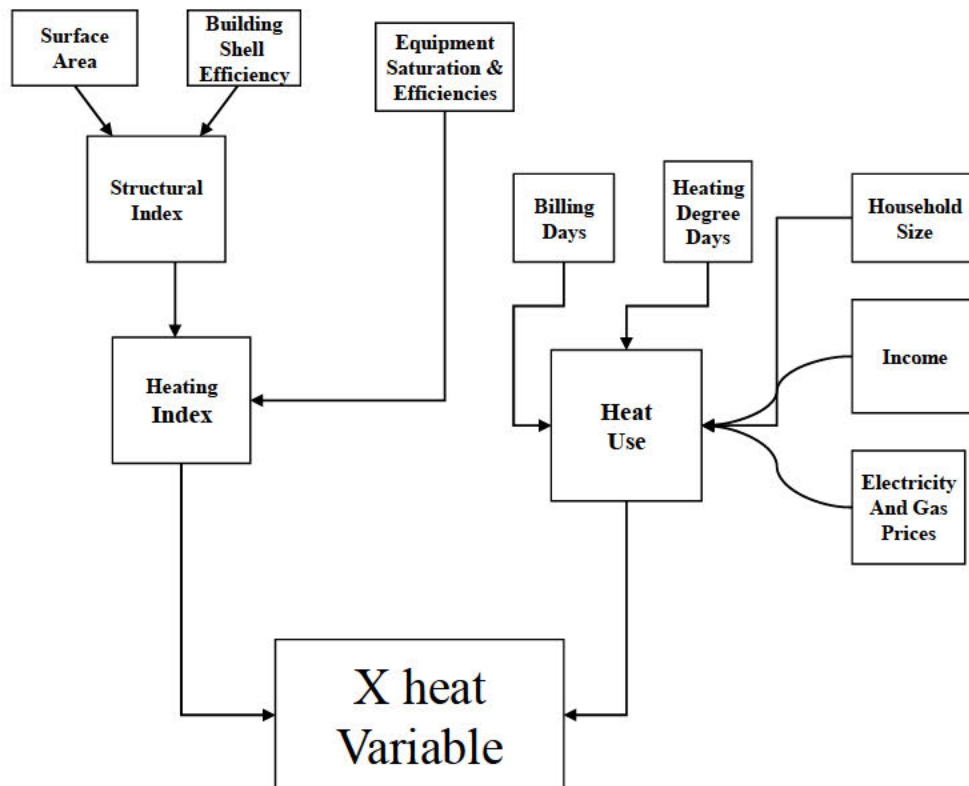 Surface
Area
Building
Shell
Efficiency
Equipment
Saturation &
Efficiencies
Structural
Index
Billing
Days
Heating
Degree
Days
Household
Size
Heating
Index
Heat
Use
Income
Electricity
And Gas
Prices
X heat
Variable